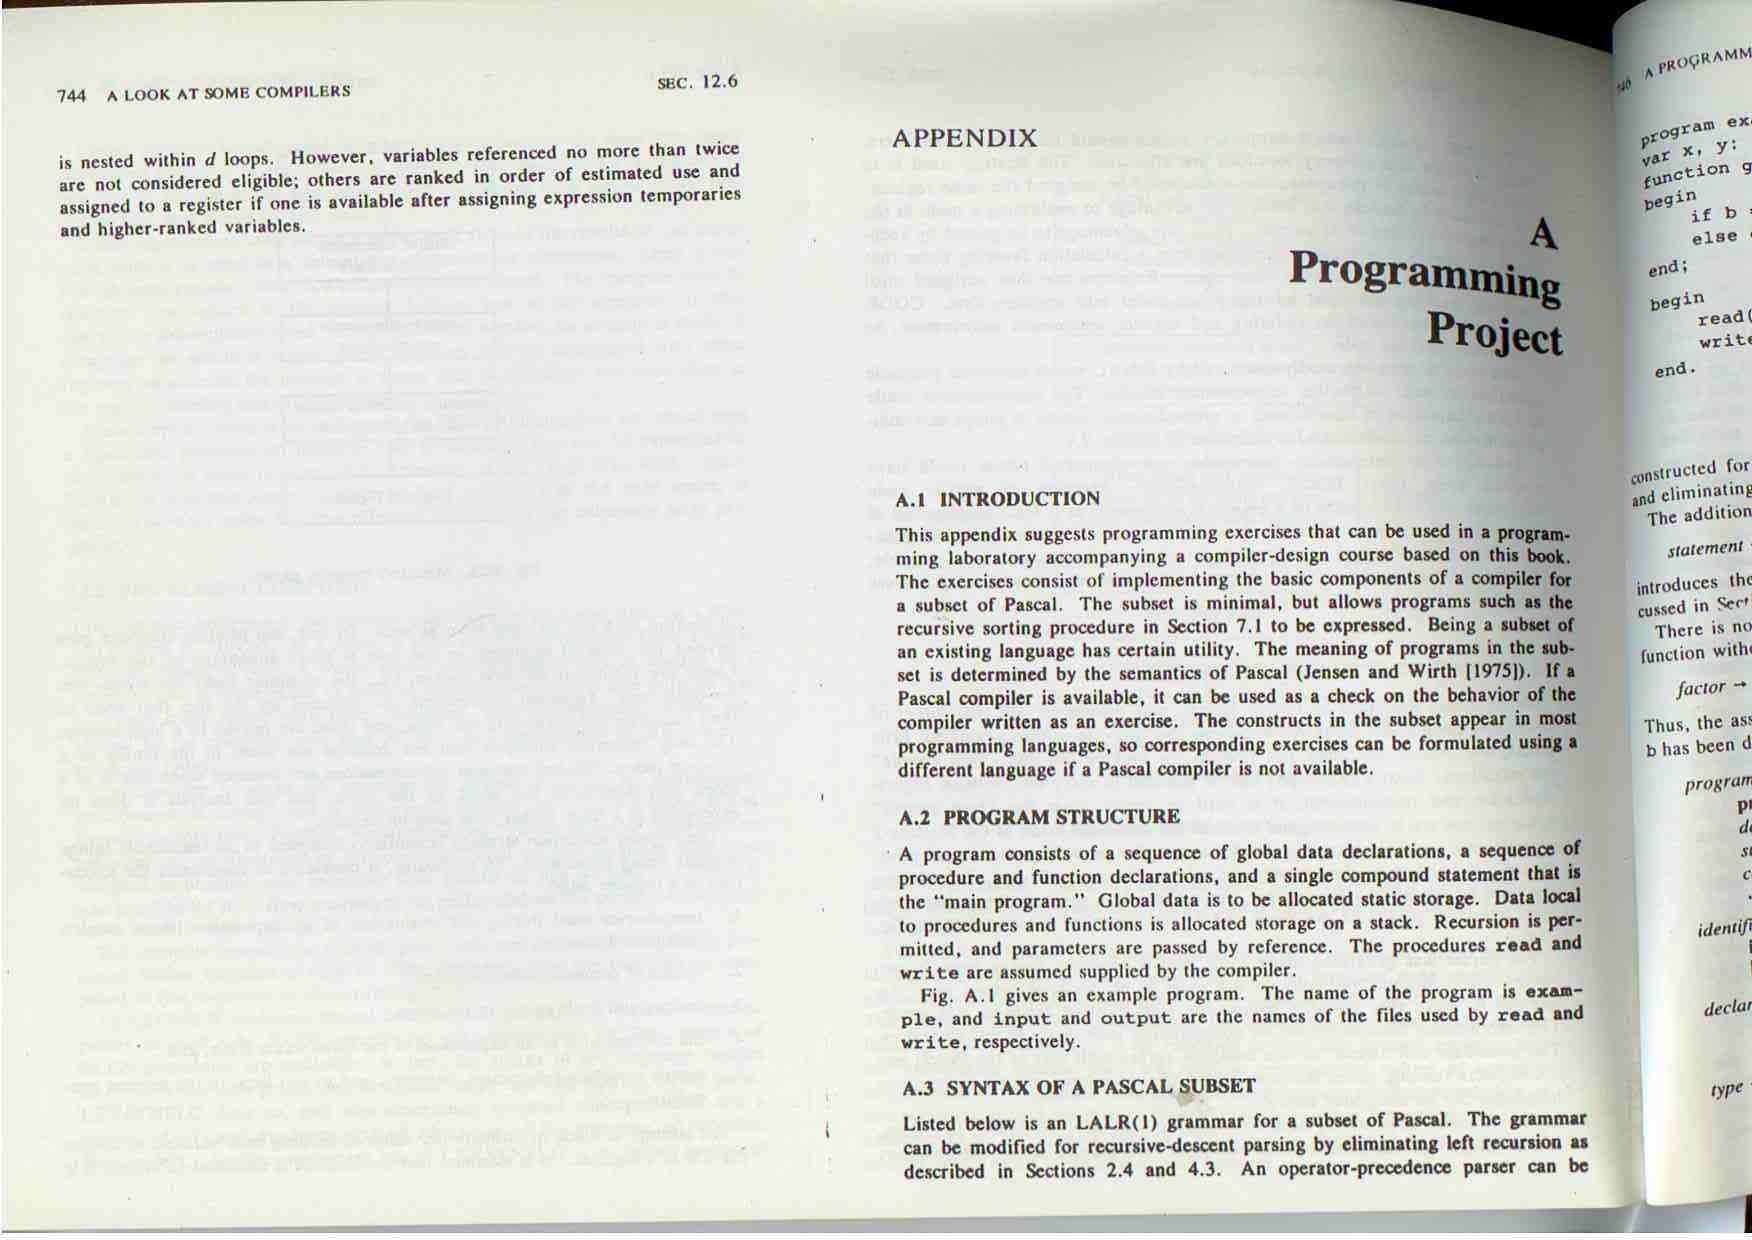 744 A LOOK AT SOME COMPILERS SEC. 12.6
is nested within d loops. However, variables referenced no more than twice
are not considered eligible; others are ranked in order of estimated use and
assigned to a register if one is available after assigning expression temporaries
and higher-ranked variables.
APPENDIX
A
Programming
Project
A.1 INTRODUCTION
This appendix suggests programming exercises that can be used in a program-
ming laboratory accompanying a compiler-design course based on this book.
The exercises consist of implementing the basic components of a compiler for
a subset of Pascal. The subset is minimal, but allows programs such as the
recursive sorting procedure in Section 7.1 to be expressed. Being a subset of
an existing language has certain utility. The meaning of programs in the sub-
set is determined by the semantics of Pascal (Jensen and Wirth [1975]). If a
Pascal compiler is available, it can be used as a check on the behavior of the
compiler written as an exercise. The constructs in the subset appear in most
programming languages, so corresponding exercises can be formulated using a
different language if a Pascal compiler is not available.
A.2 PROGRAM STRUCTURE
A program consists of a sequence of global data declarations, a sequence of
procedure and function declarations, and a single compound statement that is
the "main program." Global data is to be allocated static storage. Data local
to procedures and functions is allocated storage on a stack. Recursion is per-
mitted, and parameters are passed by reference. The procedures read and
write are assumed supplied by the compiler.
Fig. A.1 gives an example program. The name of the program is exam-
ple, and input and output are the names of the files used by read and
write, respectively.
A.3 SYNTAX OF A PASCAL SUBSET
Listed below is an LALR(1) grammar for a subset of Pascal. The grammar
can be modified for recursive-descent parsing by eliminating left recursion as
described in Sections 2.4 and 4.3. An operator-precedence parser can be
A PROGRAMM
program ex
var x, y:
function g
begin
if b
else
end;
begin
read(
write
end.
constructed for
and eliminating
The addition
statement
introduces the
cussed in Sect
There is no
function with
factor →
Thus, the ass
b has been d
program
pr
de
st
c
identifi
declar
type